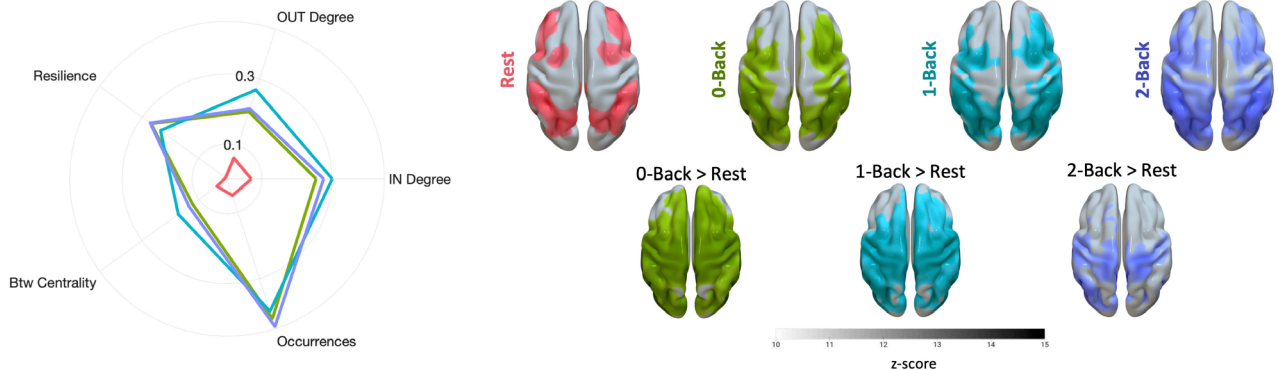 OUT Degree
Resilience
0.3
0.1
IN Degree
Btw Centrality
Occurrences
Rest
0-Back
1-Back
2-Back
0-Back > Rest
1-Back > Rest
2-Back > Rest
10 11 12 13 14 15
z-score